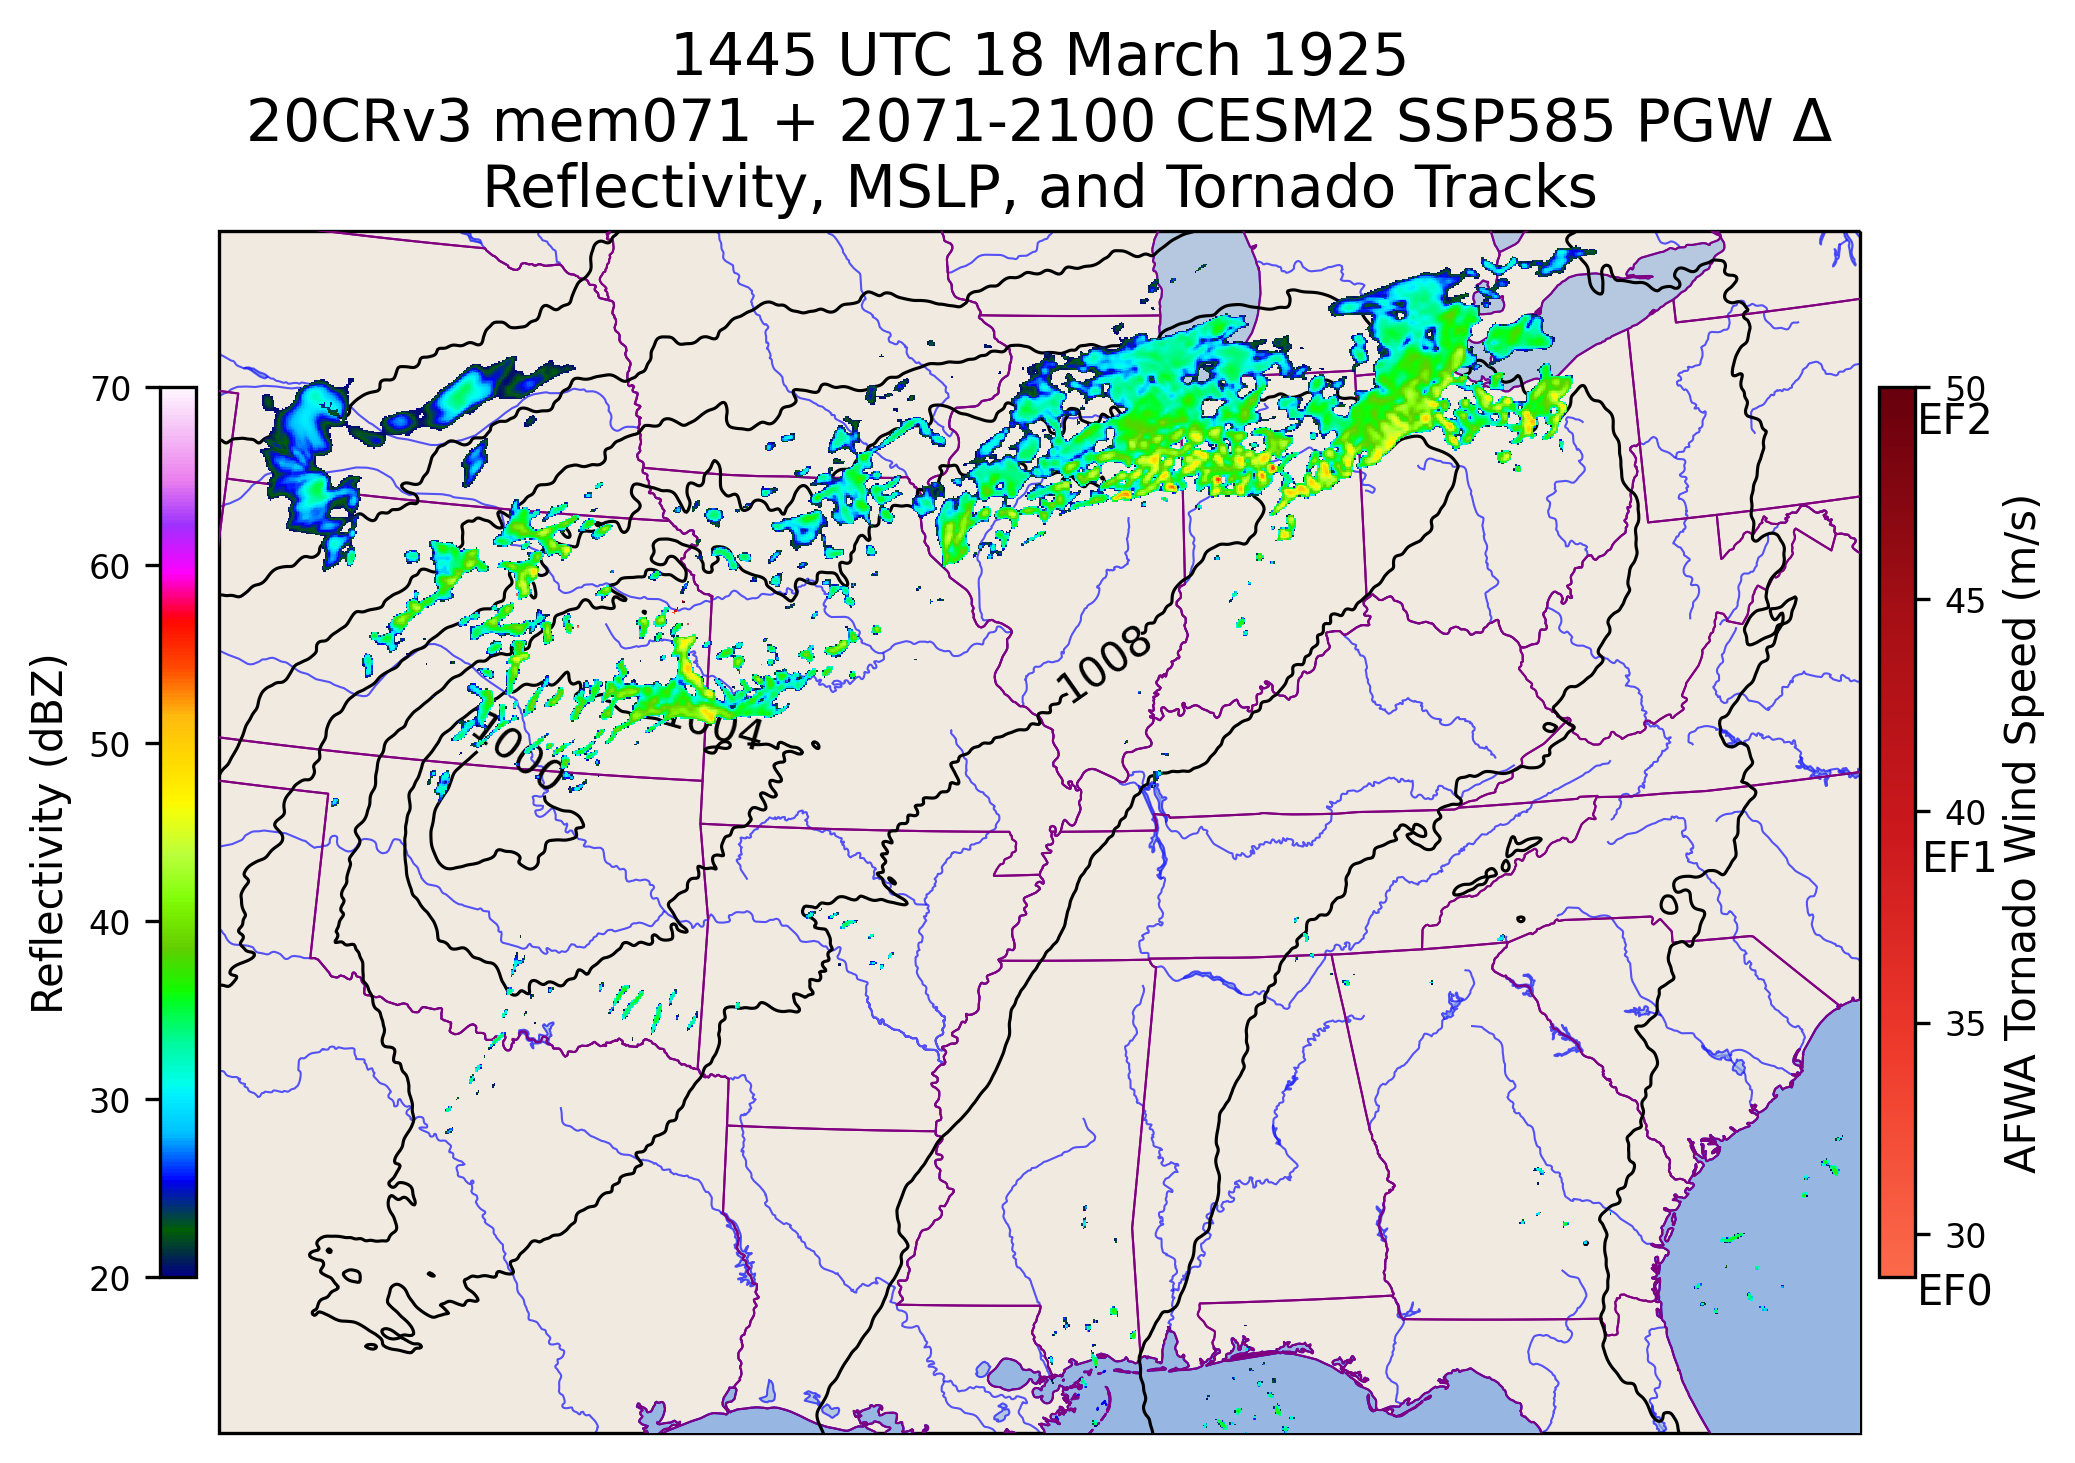 1445 UTC 18 March 1925
20CRv3 mem071 + 2071-2100 CESM2 SSP585 PGW Δ
Reflectivity, MSLP, and Tornado Tracks
70
60
50
40
30
20
Reflectivity (dBZ)
1008
1004
1000
50
EF2
45
40
EF1
35
30
EF0
AFWA Tornado Wind Speed (m/s)